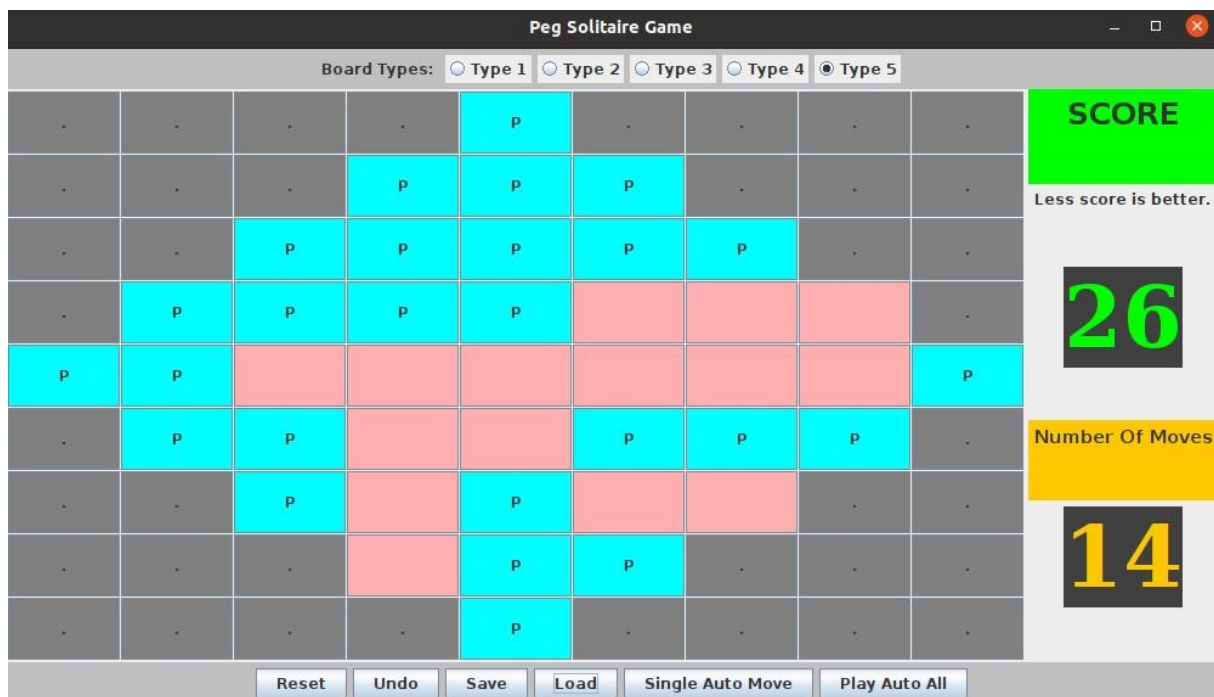 Peg Solitaire Game
Board Types: Type 1 Type 2 Type 3 Type 4 Type 5
. . . . P . . . .
. . . P P P . . .
. . P P P P P . .
. P P P P .
P P P
. P P P P P .
. . P P . .
. . . P P . . .
. . . . P . . . .
SCORE
Less score is better.
26
Number Of Moves
14
Reset Undo Save Load Single Auto Move Play Auto All